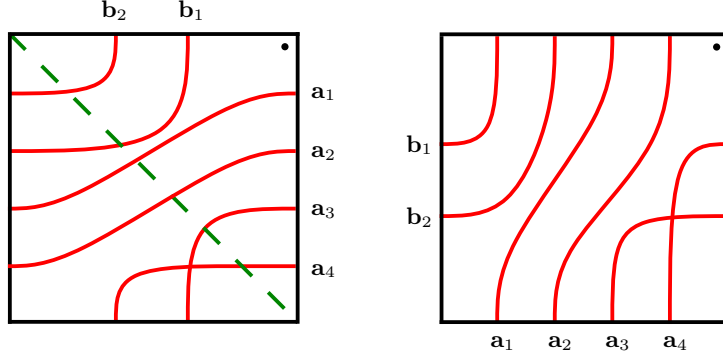 b₂ b₁
a₁
a₂
a₃
a₄
b₁
b₂
a₁ a₂ a₃ a₄